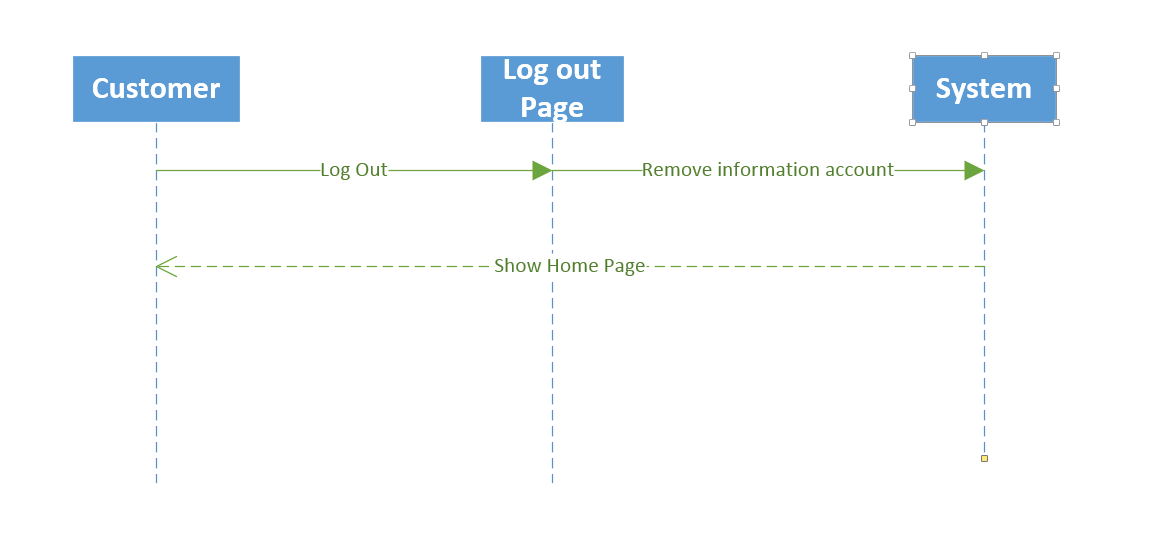 Customer
Log out
Page
System
Log Out
Remove information account
Show Home Page